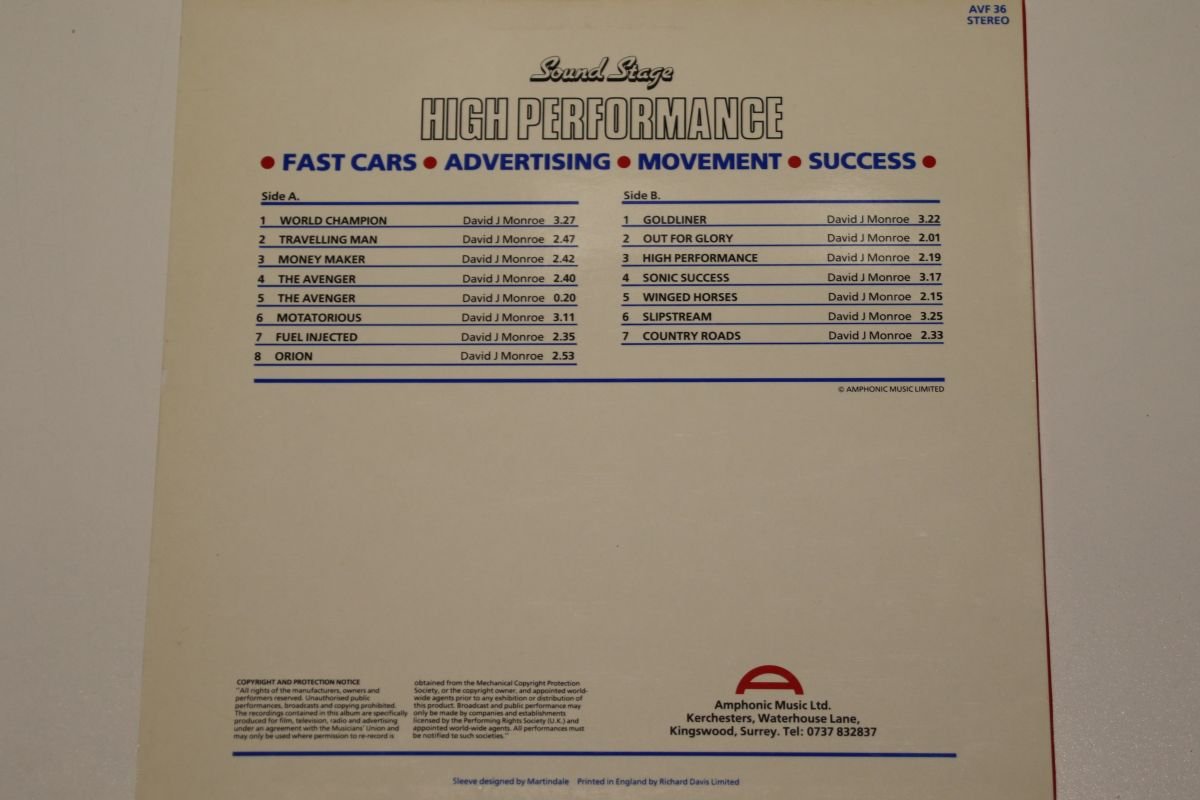 AVF 36
STEREO
Sound Stage
HIGH PERFORMANCE
• FAST CARS • ADVERTISING • MOVEMENT • SUCCESS •
Side A.
1 WORLD CHAMPION David J Monroe 3.27
2 TRAVELLING MAN David J Monroe 2.47
3 MONEY MAKER David J Monroe 2.42
4 THE AVENGER David J Monroe 2.40
5 THE AVENGER David J Monroe 0.20
6 MOTATORIOUS David J Monroe 3.11
7 FUEL INJECTED David J Monroe 2.35
8 ORION David J Monroe 2.53
Side B.
1 GOLDLINER David J Monroe 3.22
2 OUT FOR GLORY David J Monroe 2.01
3 HIGH PERFORMANCE David J Monroe 2.19
4 SONIC SUCCESS David J Monroe 3.17
5 WINGED HORSES David J Monroe 2.15
6 SLIPSTREAM David J Monroe 3.25
7 COUNTRY ROADS David J Monroe 2.33
© AMPHONIC MUSIC LIMITED
COPYRIGHT AND PROTECTION NOTICE
"All rights of the manufacturers, owners and
performers reserved. Unauthorised public
performances, broadcasts and copying prohibited.
The recordings contained in this album are specifically
produced for film, television, radio and advertising
under an agreement with the Musicians' Union and
may only be used where permission to re-record is
obtained from the Mechanical Copyright Protection
Society, or the copyright owner, and appointed world-
wide agents prior to any exhibition or distribution of
this product. Broadcast and public performance may
only be made by companies and establishments
licensed by the Performing Rights Society (U.K.) and
appointed world-wide agents. All performances must
be notified to such societies."
Amphonic Music Ltd.
Kerchesters, Waterhouse Lane,
Kingswood, Surrey. Tel: 0737 832837
Sleeve designed by Martindale Printed in England by Richard Davis Limited